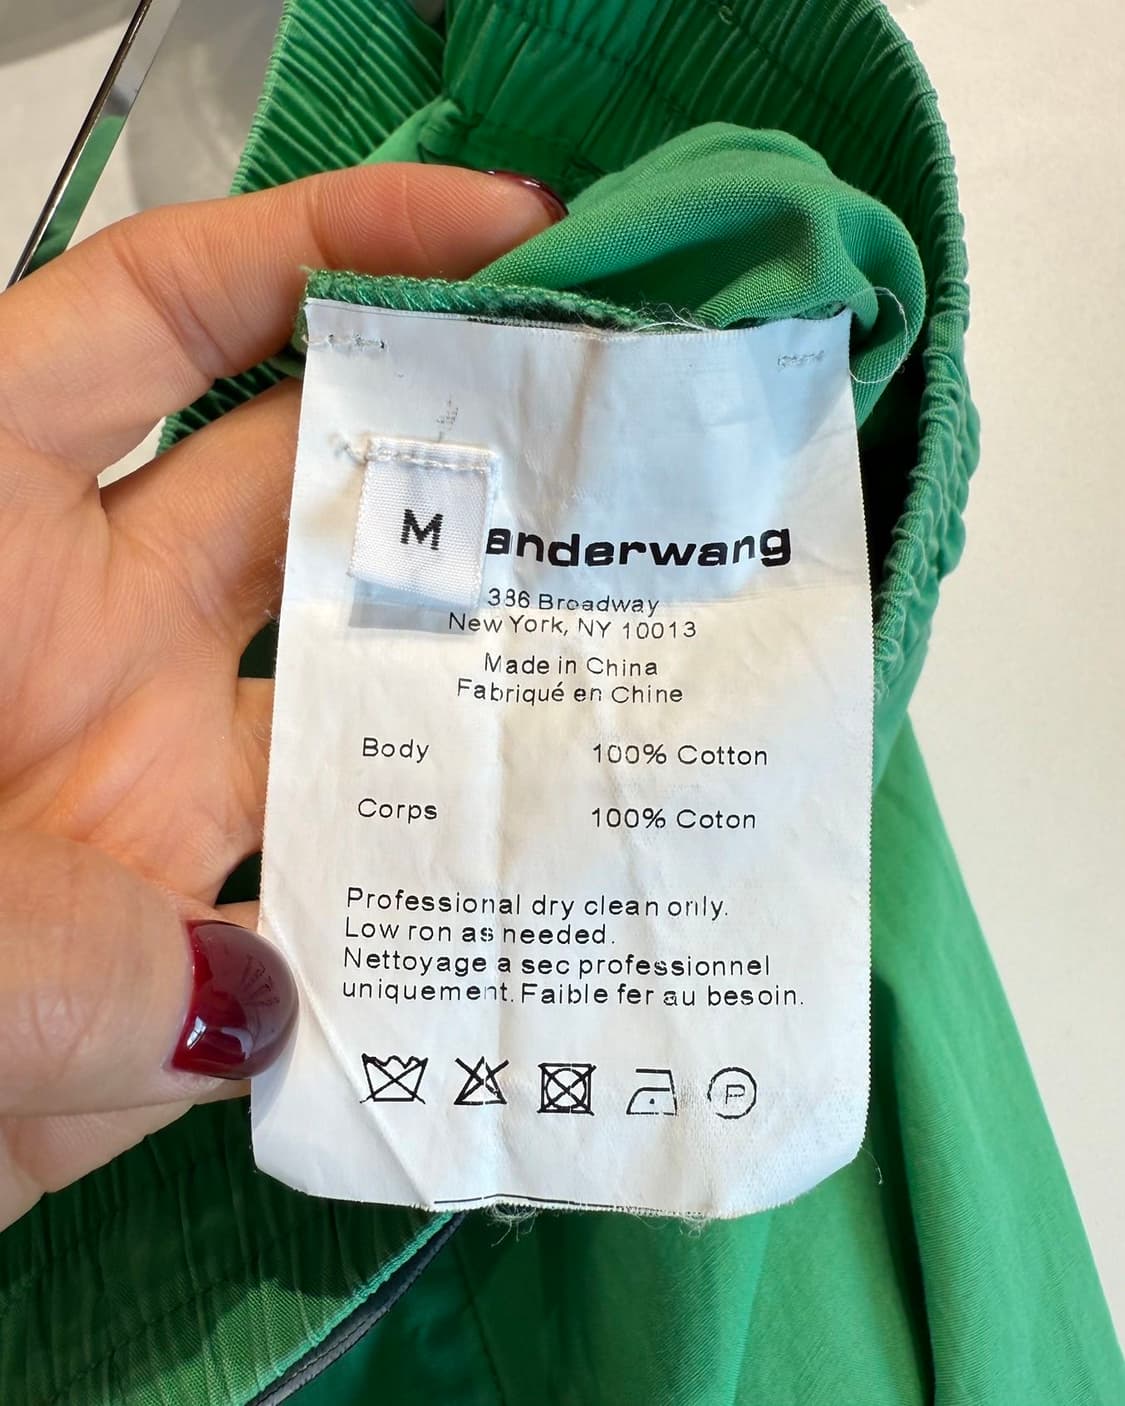 M
anderwang
386 Broadway
New York, NY 10013
Made in China
Fabriqué en Chine
Body 100% Cotton
Corps 100% Coton
Professional dry clean only.
Low ron as needed.
Nettoyage a sec professionnel
uniquement. Faible fer au besoin.
P